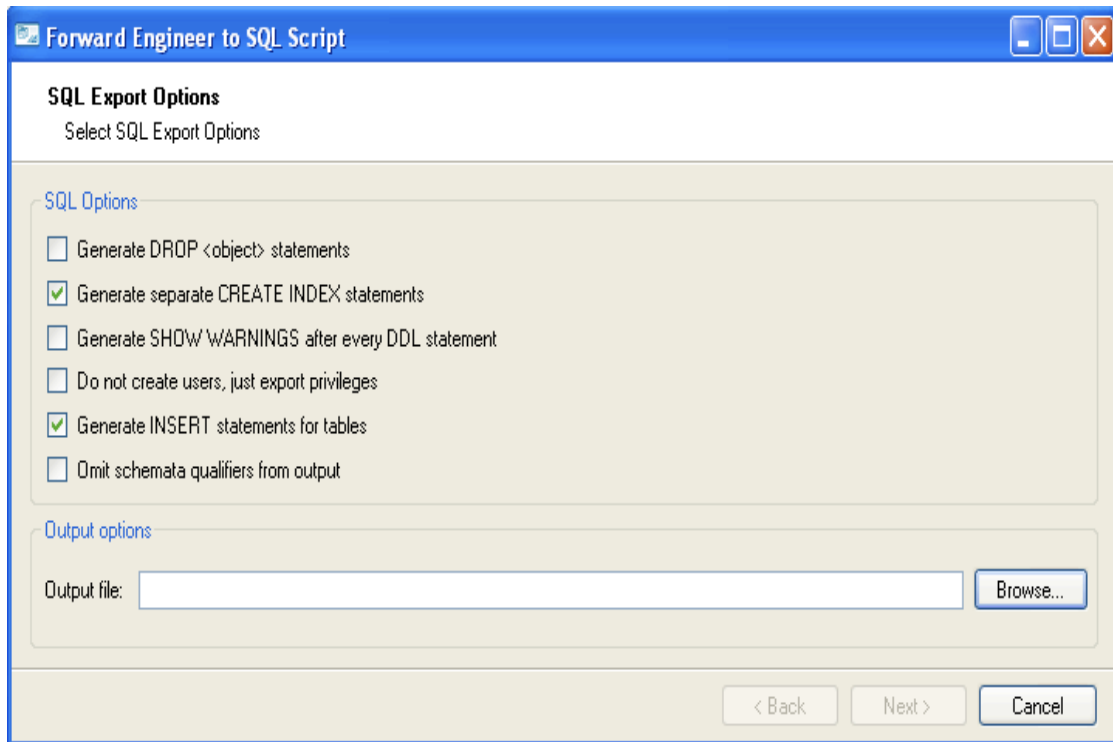 Forward Engineer to SQL Script
SQL Export Options
Select SQL Export Options
SQL Options
Generate DROP <object> statements
Generate separate CREATE INDEX statements
Generate SHOW WARNINGS after every DDL statement
Do not create users, just export privileges
Generate INSERT statements for tables
Omit schemata qualifiers from output
Output options
Output file:
Browse...
< Back
Next >
Cancel